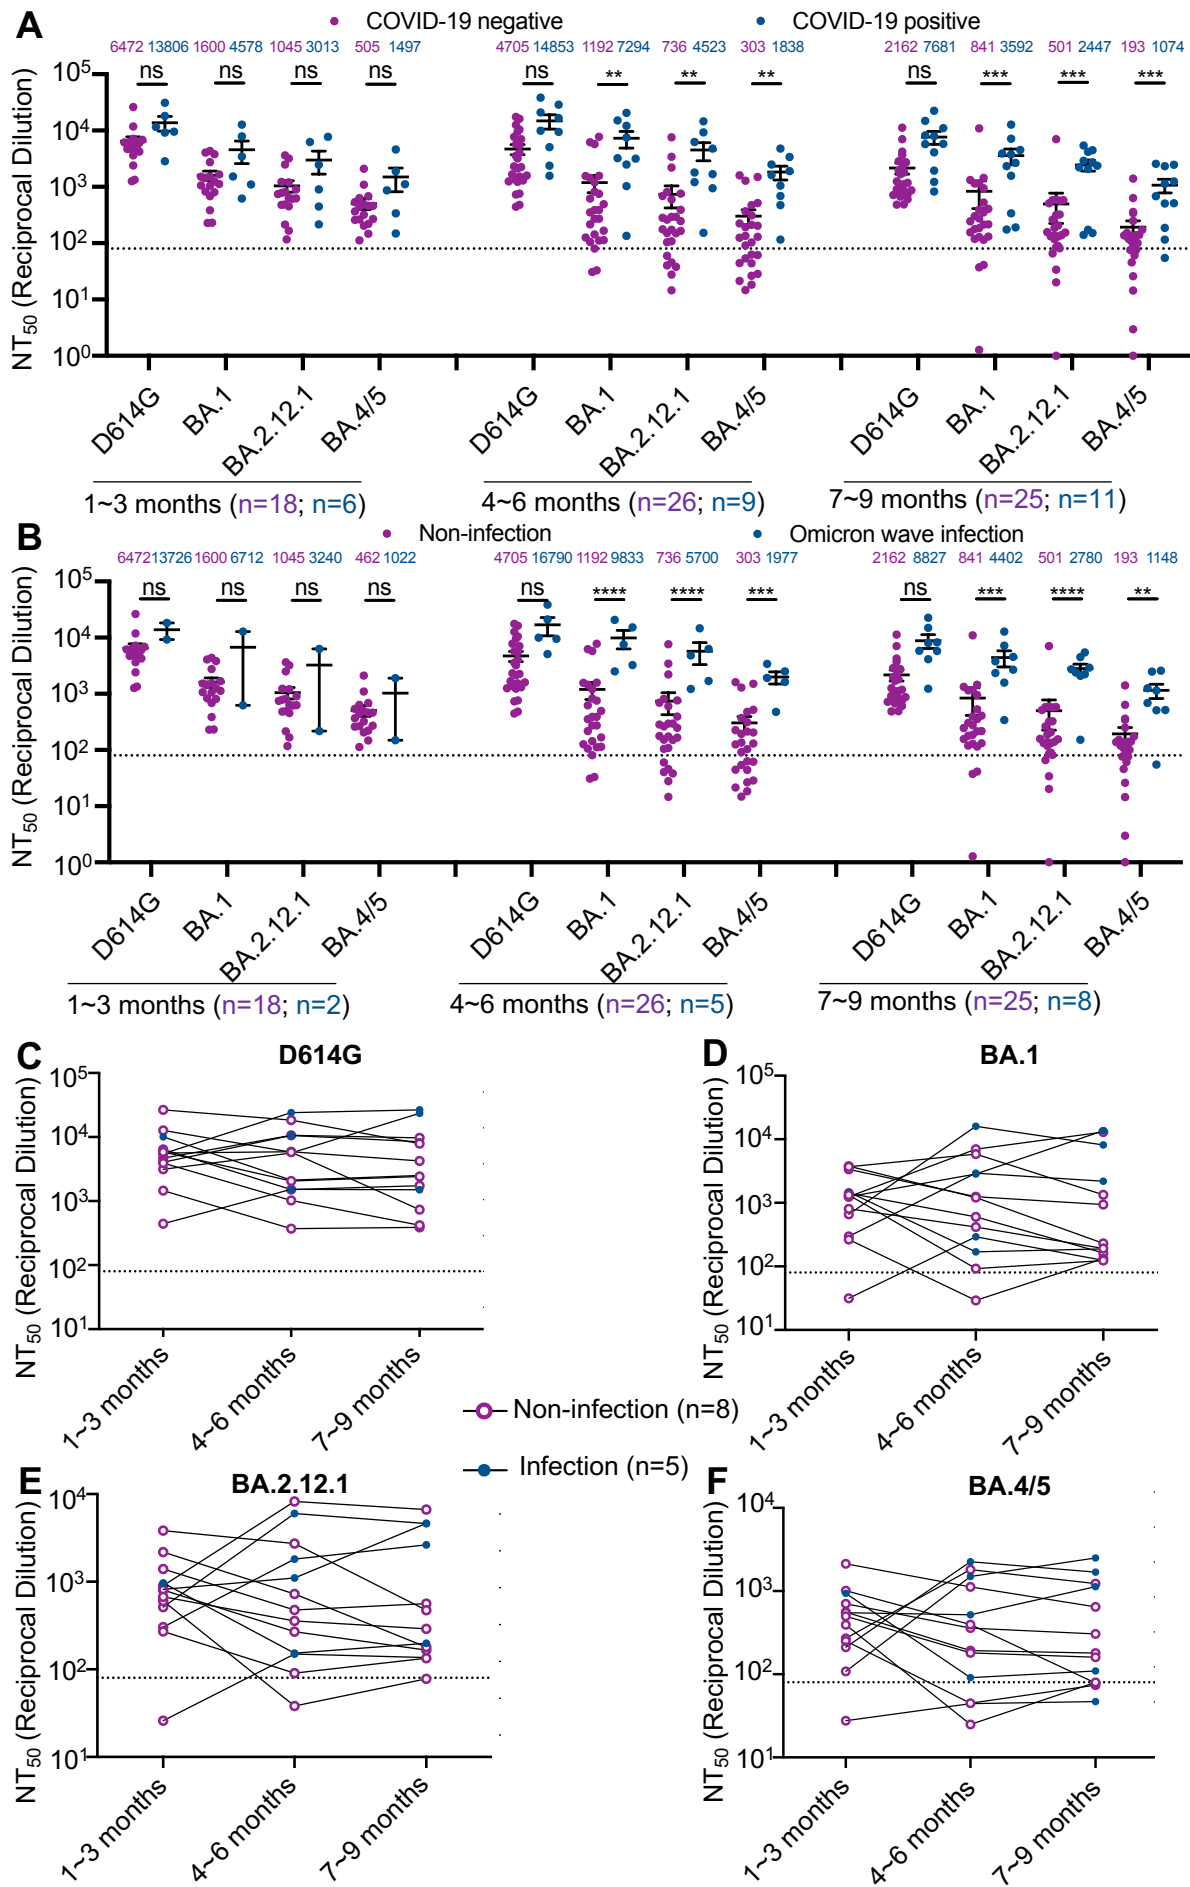 A
COVID-19 negative COVID-19 positive
6472 13806 1600 4578 1045 3013 505 1497 4705 14853 1192 7294 736 4523 303 1838 2162 7681 841 3592 501 2447 193 1074
ns ns ns ns ns ** ** ** ns *** *** ***
NT50 (Reciprocal Dilution)
10^5
10^4
10^3
10^2
10^1
10^0
D614G BA.1 BA.2.12.1 BA.4/5 D614G BA.1 BA.2.12.1 BA.4/5 D614G BA.1 BA.2.12.1 BA.4/5
1~3 months (n=18; n=6) 4~6 months (n=26; n=9) 7~9 months (n=25; n=11)
B
Non-infection Omicron wave infection
6472 13726 1600 6712 1045 3240 462 1022 4705 16790 1192 9833 736 5700 303 1977 2162 8827 841 4402 501 2780 193 1148
ns ns ns ns ns **** **** *** ns *** **** **
NT50 (Reciprocal Dilution)
10^5
10^4
10^3
10^2
10^1
10^0
D614G BA.1 BA.2.12.1 BA.4/5 D614G BA.1 BA.2.12.1 BA.4/5 D614G BA.1 BA.2.12.1 BA.4/5
1~3 months (n=18; n=2) 4~6 months (n=26; n=5) 7~9 months (n=25; n=8)
C
D614G
NT50 (Reciprocal Dilution)
10^5
10^4
10^3
10^2
10^1
1~3 months 4~6 months 7~9 months
D
BA.1
NT50 (Reciprocal Dilution)
10^5
10^4
10^3
10^2
10^1
1~3 months 4~6 months 7~9 months
Non-infection (n=8)
Infection (n=5)
E
BA.2.12.1
NT50 (Reciprocal Dilution)
10^4
10^3
10^2
10^1
1~3 months 4~6 months 7~9 months
F
BA.4/5
NT50 (Reciprocal Dilution)
10^4
10^3
10^2
10^1
1~3 months 4~6 months 7~9 months